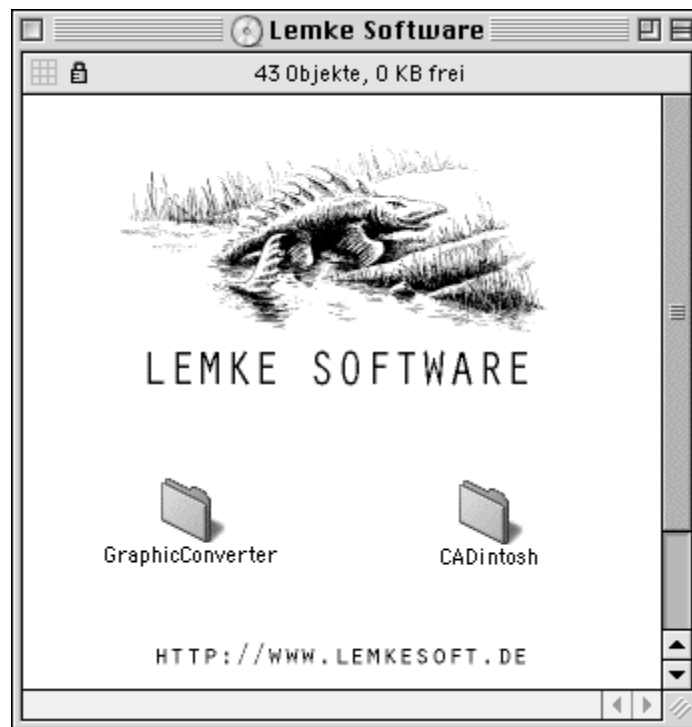 Lemke Software
43 Objekte, 0 KB frei
LEMKE SOFTWARE
GraphicConverter
CADintosh
HTTP://WWW.LEMKESOFT.DE